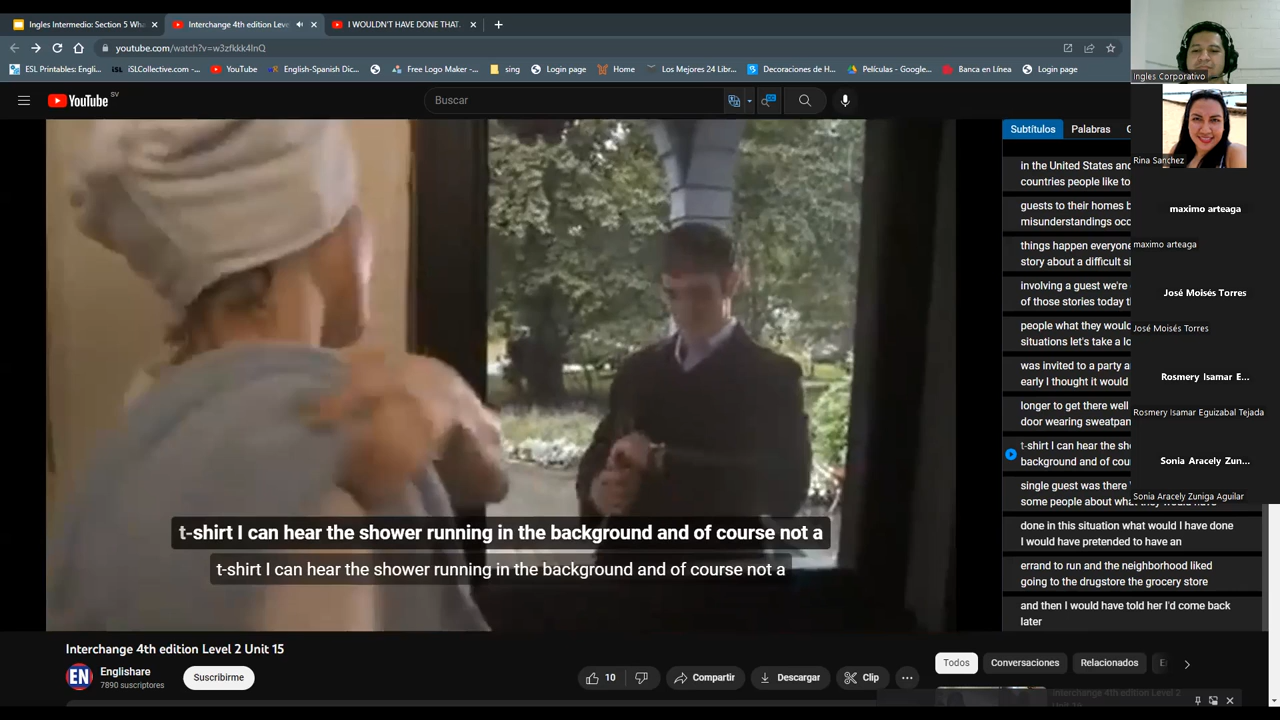 Ingles Intermedio: Section 5 Wha
Interchange 4th edition Leve
I WOULDN'T HAVE DONE THAT.
youtube.com/watch?v=w3zfkkk4lnQ
ESL Printables: Engli...
iSL
iSLCollective.com -...
YouTube
English-Spanish Dic...
Free Logo Maker -...
sing
Login page
Home
Los Mejores 24 Libr...
Decoraciones de H...
Películas - Google...
Banca en Línea
Login page
YouTube
SV
Buscar
Ingles Corporativo
Rina Sanchez
maximo arteaga
maximo arteaga
José Moisés Torres
José Moisés Torres
Rosmery Isamar E...
Rosmery Isamar Eguizabal Tejada
Sonia Aracely Zun...
Sonia Aracely Zuniga Aguilar
Subtítulos
Palabras
in the United States and
countries people like to
guests to their homes b
misunderstandings occ
things happen everyone
story about a difficult si
involving a guest we're
of those stories today t
people what they would
situations let's take a lo
was invited to a party a
early I thought it would
longer to get there well
door wearing sweatpan
t-shirt I can hear the sh
background and of cour
single guest was there
some people about what they would have
done in this situation what would I have done
I would have pretended to have an
errand to run and the neighborhood liked
going to the drugstore the grocery store
and then I would have told her I'd come back
later
t-shirt I can hear the shower running in the background and of course not a
t-shirt I can hear the shower running in the background and of course not a
Interchange 4th edition Level 2 Unit 15
EN
Englishare
7890 suscriptores
Suscribirme
10
Compartir
Descargar
Clip
Todos
Conversaciones
Relacionados
Interchange 4th edition Level 2